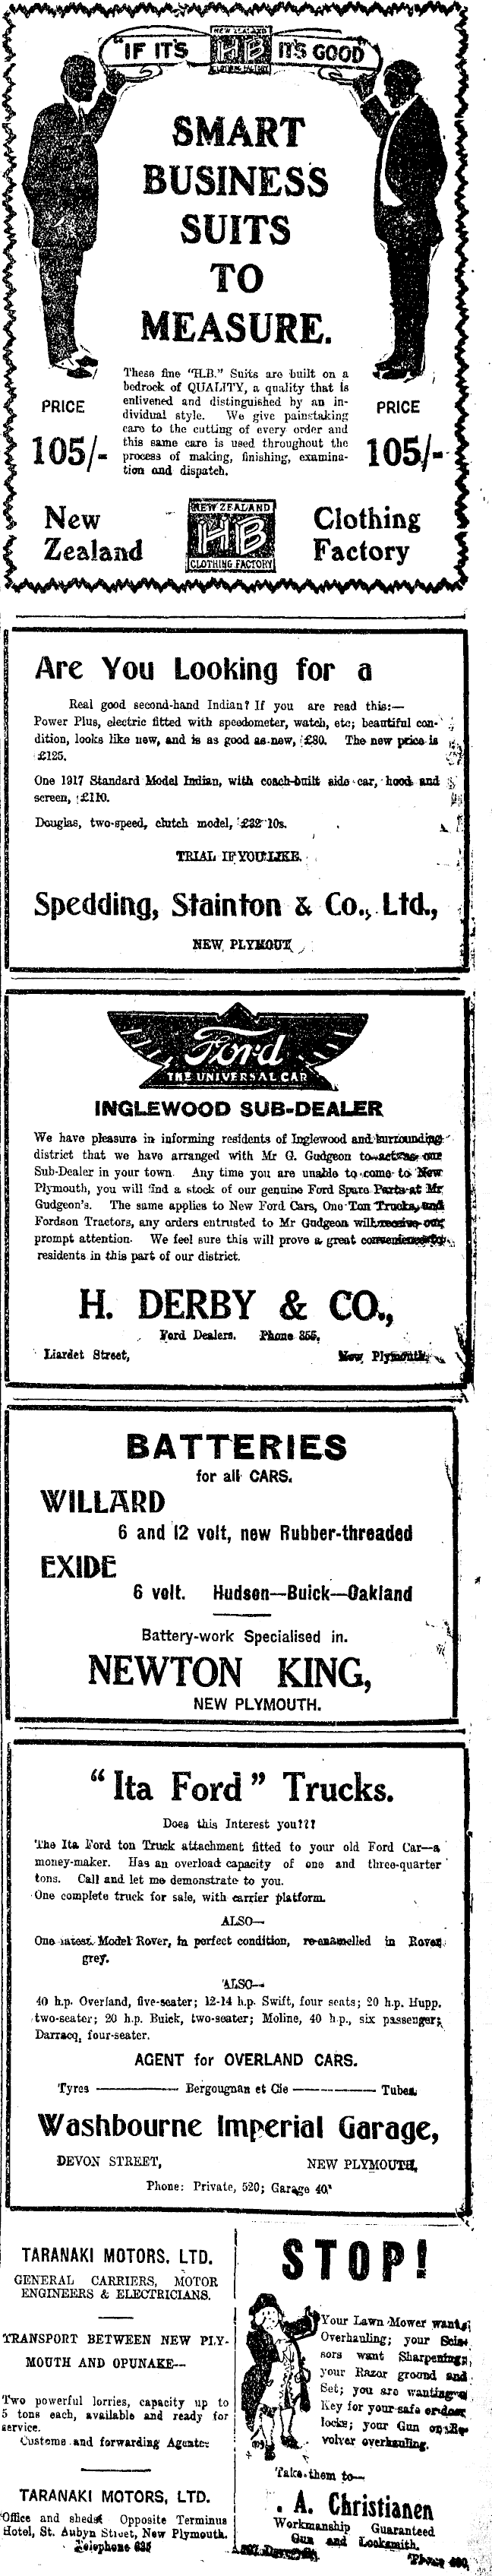 "IF IT'S NEW ZEALAND HB CLOTHING FACTORY IT'S GOOD"
SMART
BUSINESS
SUITS
TO
MEASURE.
These fine "H.B." Suits are built on a
bedrock of QUALITY, a quality that is
enlivened and distinguished by an in-
dividual style. We give painstaking
care to the cutting of every order and
this same care is used throughout the
process of making, finishing, examina-
tion and dispatch.
PRICE
105/-
PRICE
105/-
New
Zealand
NEW ZEALAND
HB
CLOTHING FACTORY
Clothing
Factory
Are You Looking for a
Real good second-hand Indian? If you are read this:—
Power Plus, electric fitted with speedometer, watch, etc; beautiful con-
dition, looks like new, and is as good as new, £80. The new price is
£125.
One 1917 Standard Model Indian, with coach-built side car, hood and
screen, £110.
Douglas, two-speed, clutch model, £32 10s.
TRIAL IF YOU LIKE.
Spedding, Stainton & Co., Ltd.,
NEW PLYMOUT
Ford
THE UNIVERSAL CAR
INGLEWOOD SUB-DEALER
We have pleasure in informing residents of Inglewood and surrounding
district that we have arranged with Mr G. Gudgeon to act as our
Sub-Dealer in your town. Any time you are unable to come to New
Plymouth, you will find a stock of our genuine Ford Spare Parts at Mr
Gudgeon's. The same applies to New Ford Cars, One Ton Trucks, and
Fordson Tractors, any orders entrusted to Mr Gudgeon will receive our
prompt attention. We feel sure this will prove a great convenience to
residents in this part of our district.
H. DERBY & CO.,
Ford Dealers. Phone 355,
Liardet Street, New Plymouth
BATTERIES
for all CARS.
WILLARD
6 and 12 volt, new Rubber-threaded
EXIDE
6 volt. Hudson—Buick—Oakland
Battery-work Specialised in.
NEWTON KING,
NEW PLYMOUTH.
"Ita Ford" Trucks.
Does this Interest you???
The Ita Ford ton Truck attachment fitted to your old Ford Car—a
money-maker. Has an overload capacity of one and three-quarter
tons. Call and let me demonstrate to you.
One complete truck for sale, with carrier platform.
ALSO—
One latest Model Rover, in perfect condition, re-enamelled in Rover
grey.
ALSO—
40 h.p. Overland, five-seater; 12-14 h.p. Swift, four seats; 20 h.p. Hupp.
two-seater; 20 h.p. Buick, two-seater; Moline, 40 h.p., six passenger;
Darracq, four-seater.
AGENT for OVERLAND CARS.
Tyres ——— Bergougnan et Cie ——— Tubes
Washbourne Imperial Garage,
DEVON STREET, NEW PLYMOUTH,
Phone: Private, 520; Garage 40.
TARANAKI MOTORS. LTD.
GENERAL CARRIERS, MOTOR
ENGINEERS & ELECTRICIANS.
TRANSPORT BETWEEN NEW PLY-
MOUTH AND OPUNAKE—
Two powerful lorries, capacity up to
5 tons each, available and ready for
service.
Customs and forwarding Agents:
TARANAKI MOTORS, LTD.
Office and sheds Opposite Terminus
Hotel, St. Aubyn Street, New Plymouth.
Telephone
STOP!
Your Lawn Mower wants
Overhauling; your Scis-
sors want Sharpening;
your Razor ground and
Set; you are wanting a
Key for your safe or door
locks; your Gun or Re-
volver overhauling.
Take them to—
A. Christianen
Workmanship Guaranteed
Gun and Locksmith.
'Phone